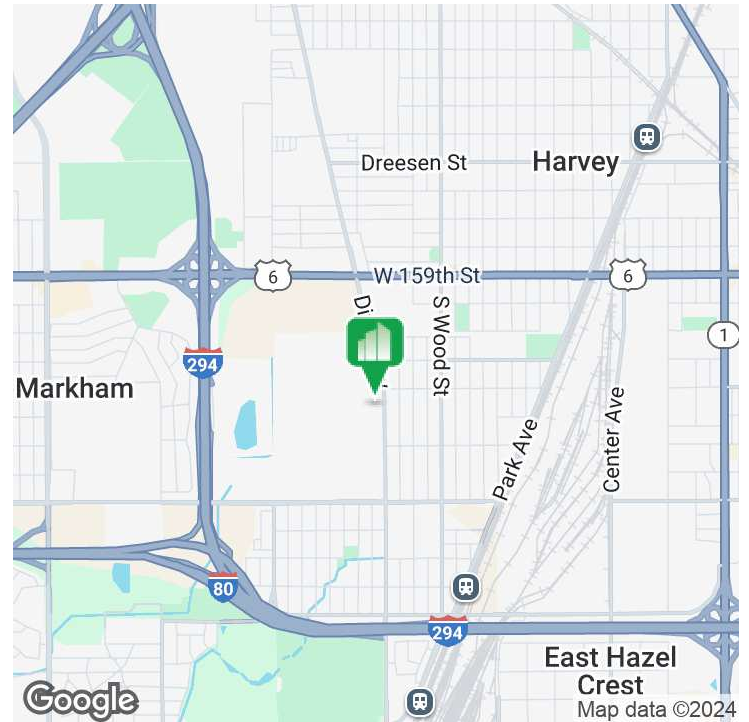 Dreesen St
Harvey
6
W 159th St
6
Di
S Wood St
1
294
Markham
Park Ave
Center Ave
80
294
East Hazel
Crest
Google
Map data ©2024